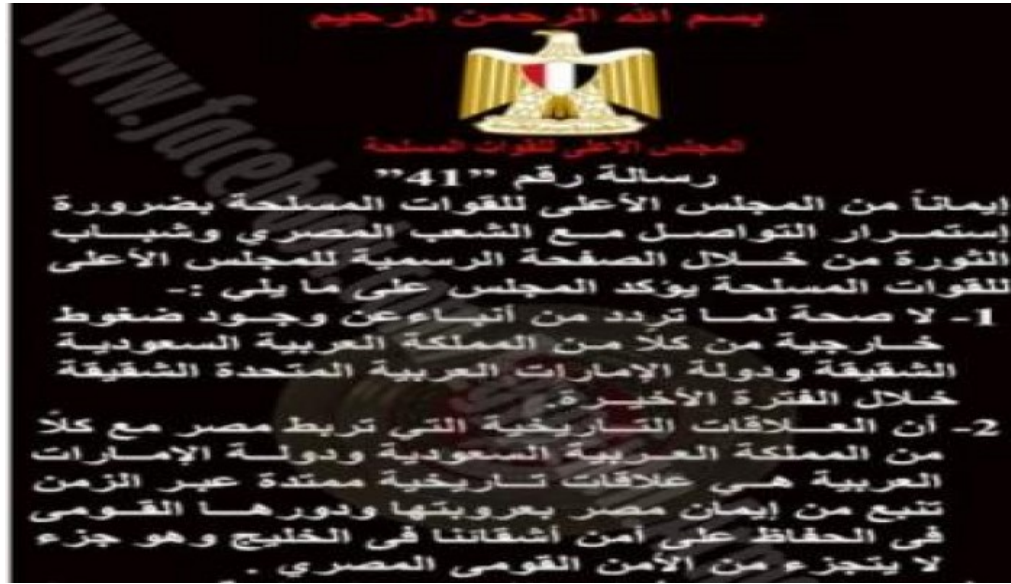 بسم الله الرحمن الرحيم
المجلس الاعلى للقوات المسلحة
رسالة رقم "41"
إيماناً من المجلس الأعلى للقوات المسلحة بضرورة
إستمرار التواصل مع الشعب المصري وشباب
الثورة من خلال الصفحة الرسمية للمجلس الأعلى
للقوات المسلحة يؤكد المجلس على ما يلي :-
1- لا صحة لما تردد من أنباء عن وجود ضغوط
خارجية من كلا من المملكة العربية السعودية
الشقيقة ودولة الإمارات العربية المتحدة الشقيقة
خلال الفترة الأخيرة.
2- أن العلاقات التاريخية التي تربط مصر مع كلاً
من المملكة العربية السعودية ودولة الإمارات
العربية هي علاقات تاريخية ممتدة عبر الزمن
تنبع من إيمان مصر بعروبتها ودورها القومى
فى الحفاظ على أمن أشقائنا فى الخليج وهو جزء
لا يتجزء من الأمن القومى المصري .